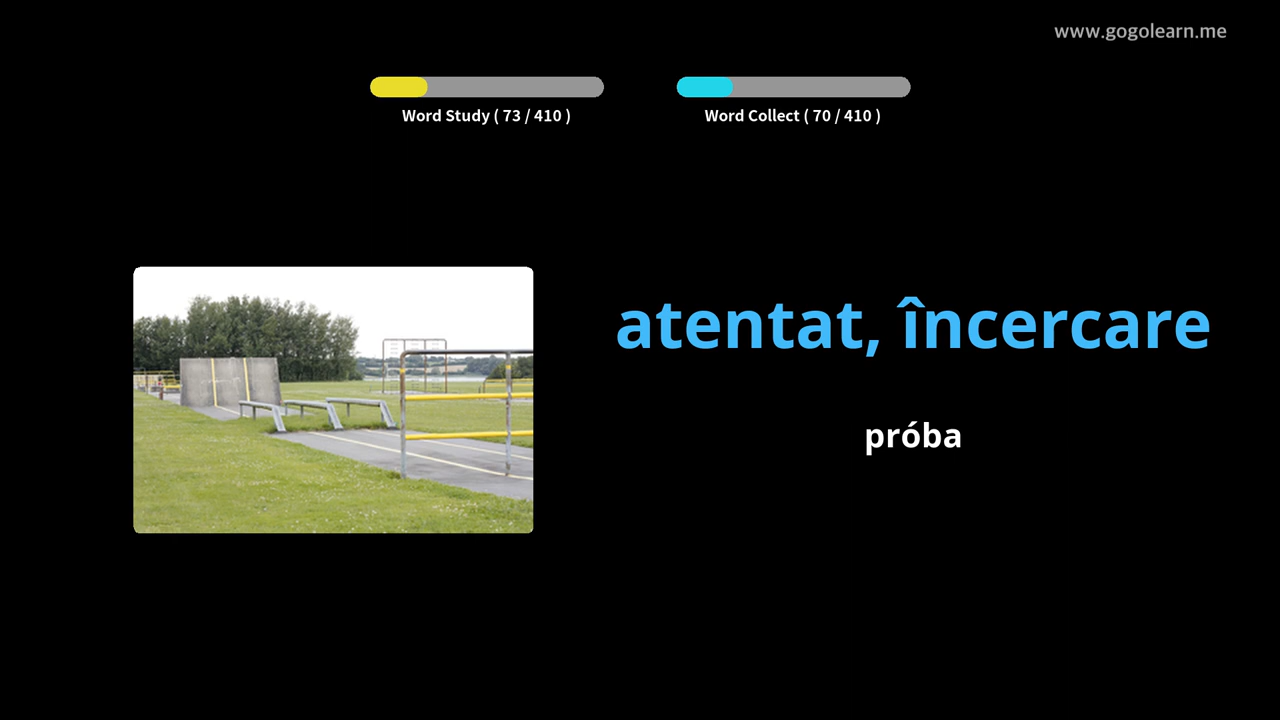 www.gogolearn.me
Word Study ( 73 / 410 )
Word Collect ( 70 / 410 )
atentat, încercare
próba